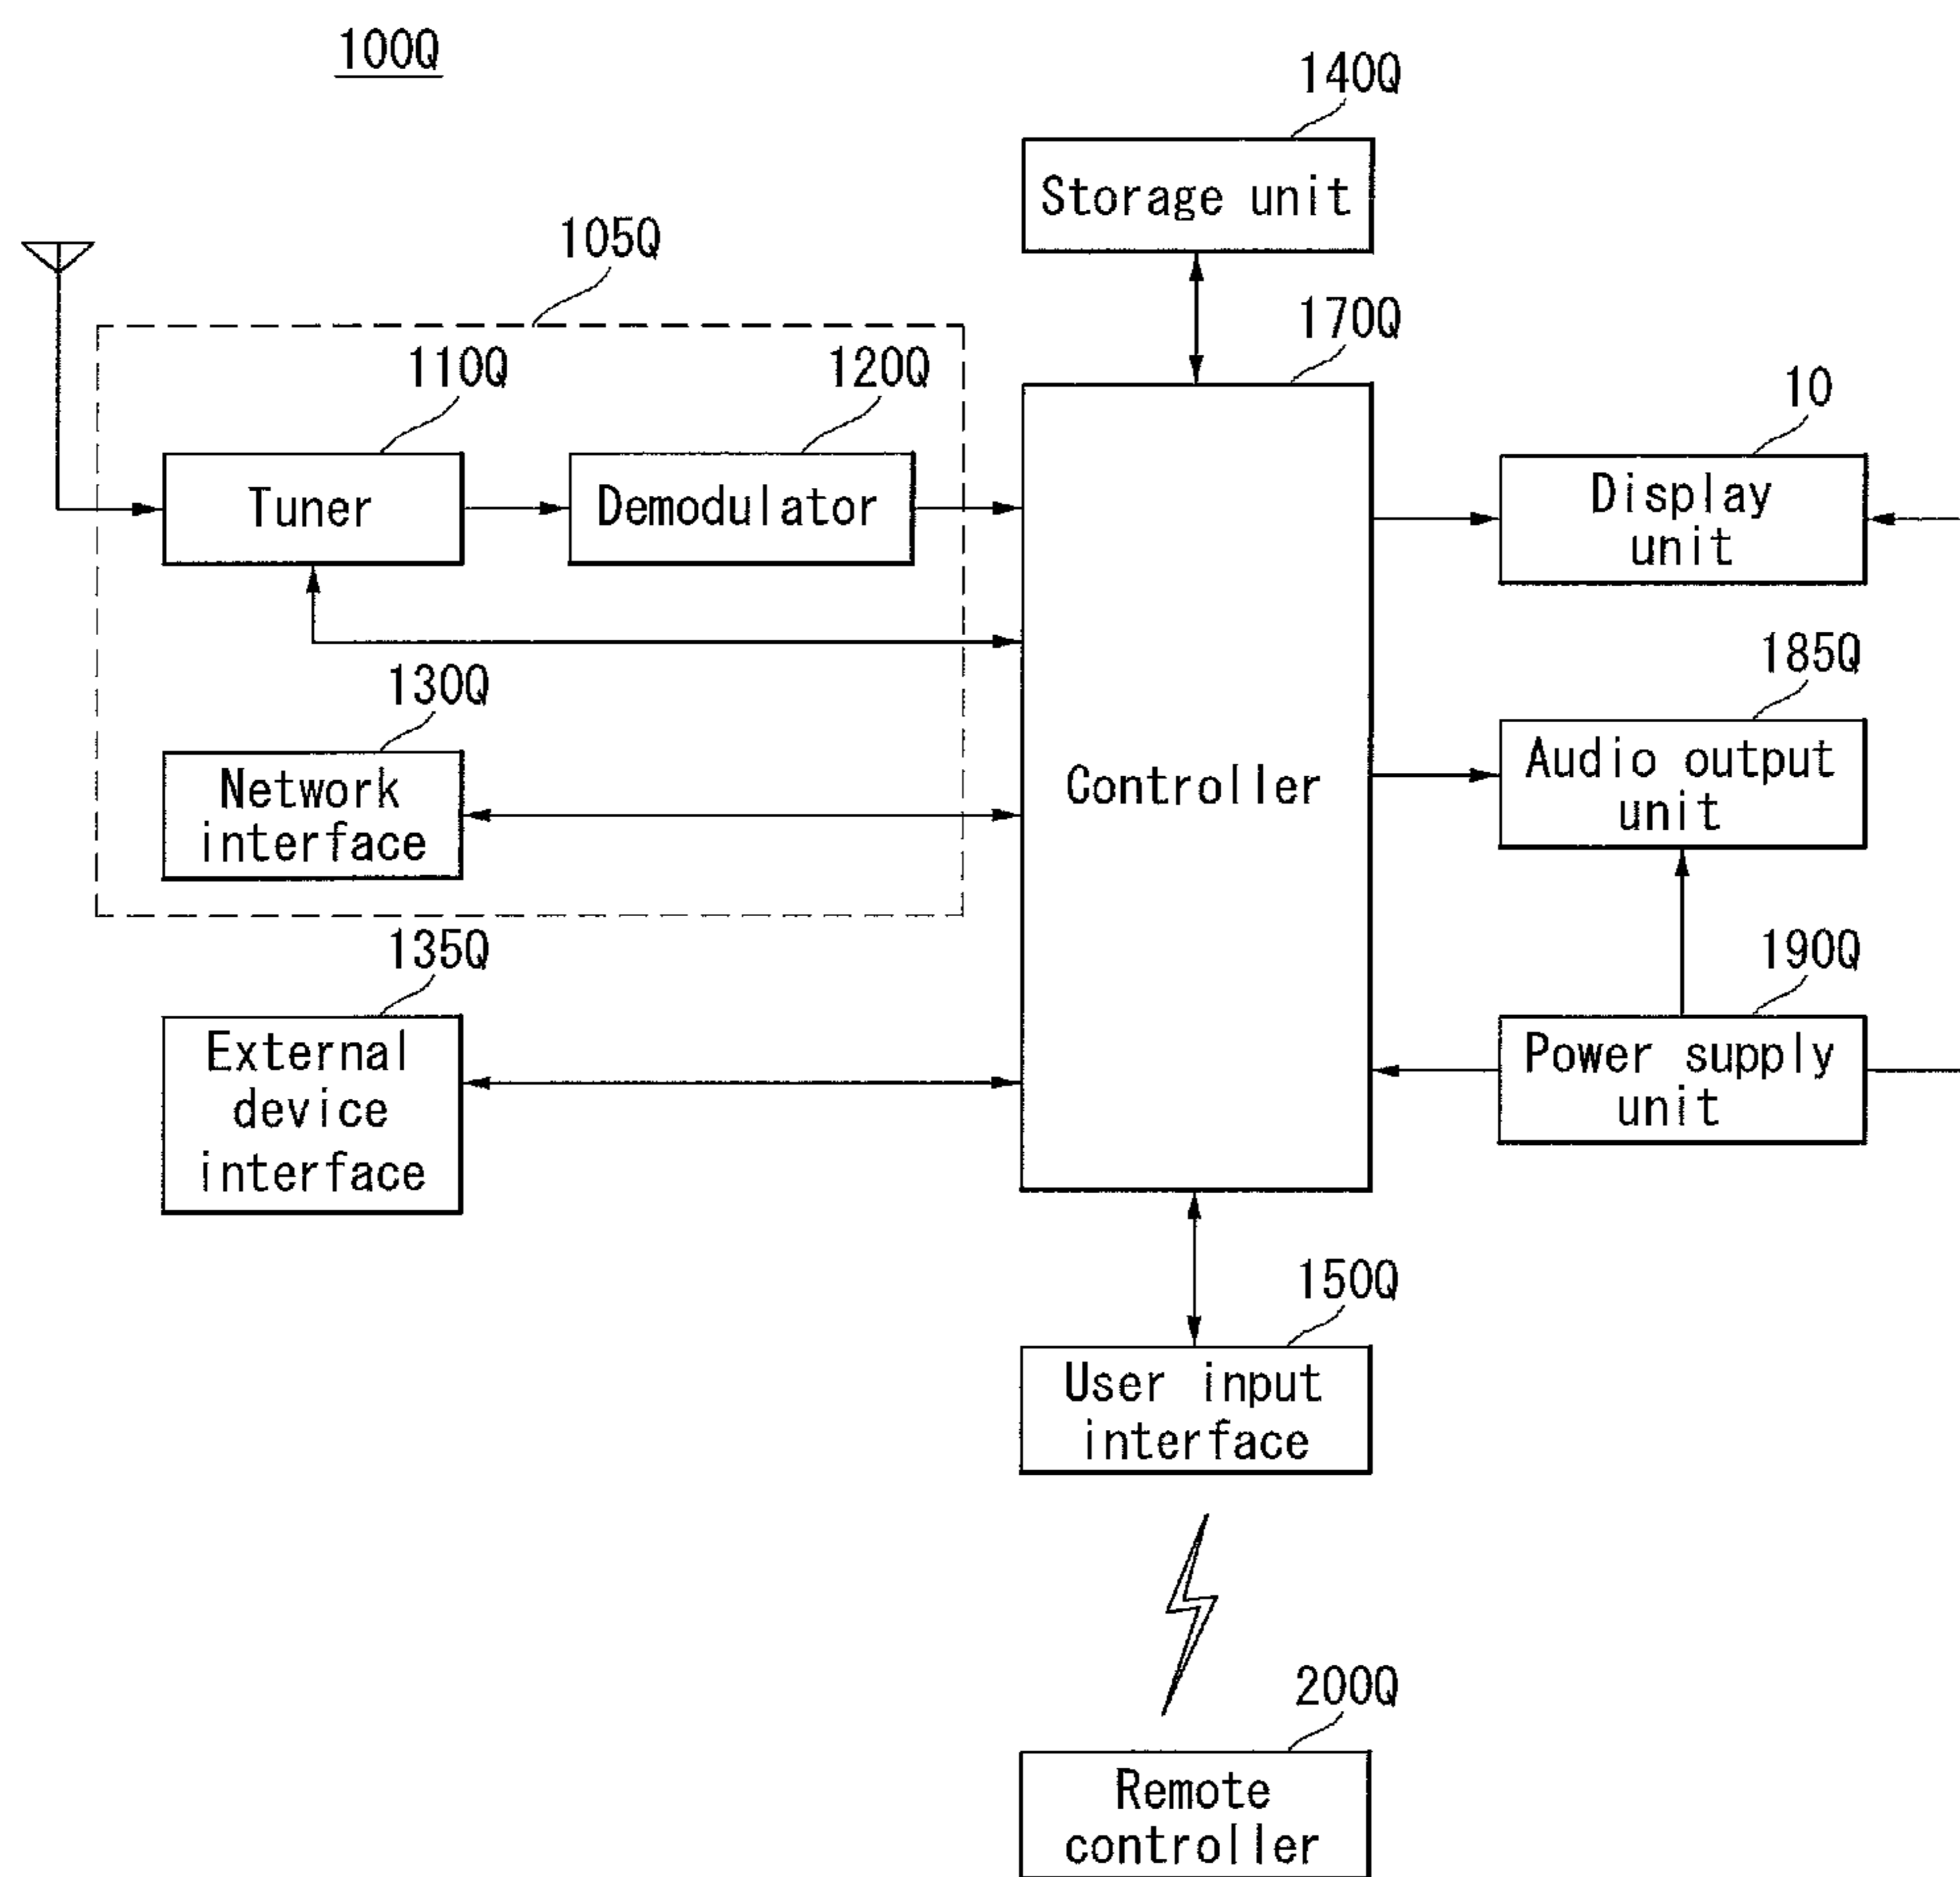 100Q
140Q
Storage unit
105Q
170Q
110Q
120Q
10
Tuner
Demodulator
Display
unit
185Q
130Q
Network
interface
Controller
Audio output
unit
135Q
190Q
External
device
interface
Power supply
unit
150Q
User input
interface
200Q
Remote
controller